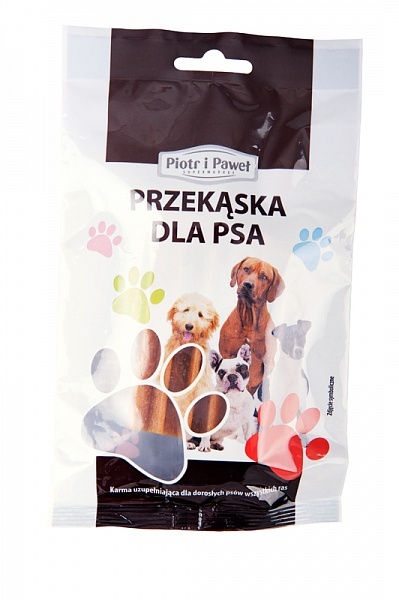 Piotr i Paweł
SUPERMARKET
PRZEKĄSKA
DLA PSA
Zdjęcie symboliczne
Karma uzupełniająca dla dorosłych psów wszystkich ras